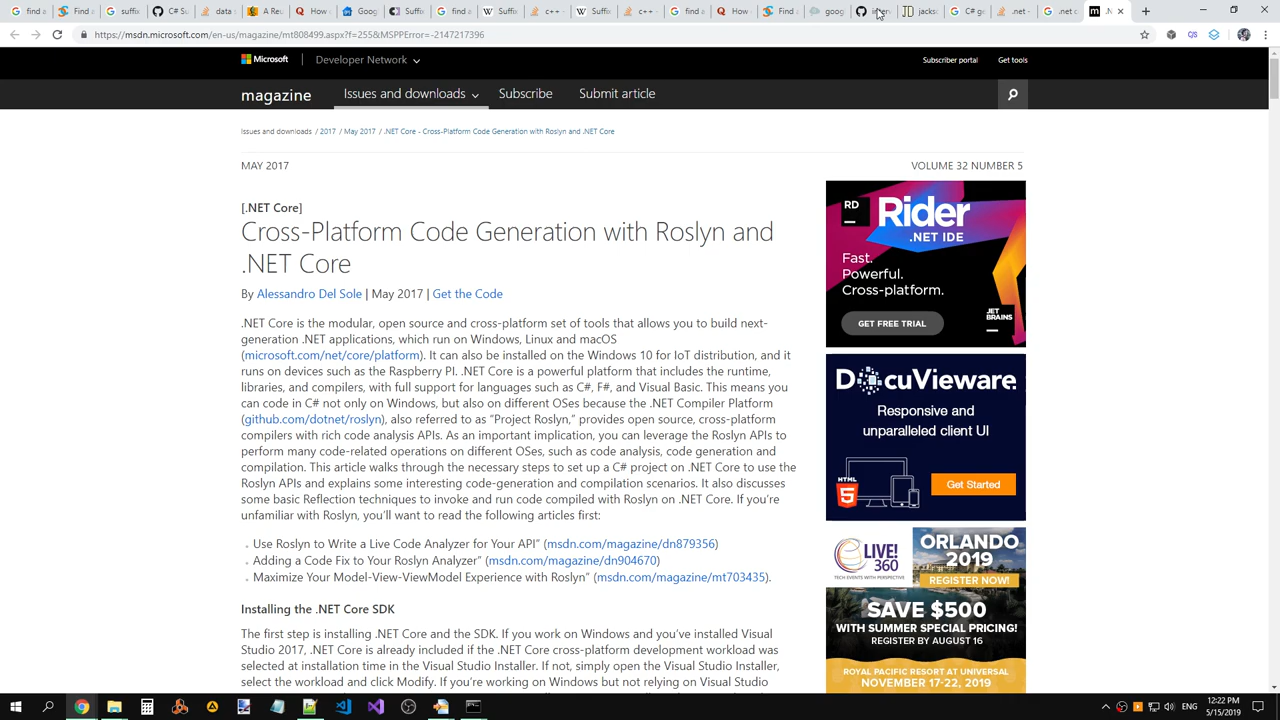 Find a
Find a
suffix
C# Su
data
a Reu
How
Goog
Suffix
W Suffi
c++ -
W Suffi
c++ -
find a
How
Find s
goog
jackso
C# G
.net -
.net c
https://msdn.microsoft.com/en-us/magazine/mt808499.aspx?f=255&MSPPError=-2147217396
Microsoft
Developer Network
Subscriber portal
Get tools
magazine
Issues and downloads
Subscribe
Submit article
Issues and downloads / 2017 / May 2017 / .NET Core - Cross-Platform Code Generation with Roslyn and .NET Core
MAY 2017
VOLUME 32 NUMBER 5
[.NET Core]
Cross-Platform Code Generation with Roslyn and
.NET Core
By Alessandro Del Sole | May 2017 | Get the Code
.NET Core is the modular, open source and cross-platform set of tools that allows you to build next-
generation .NET applications, which run on Windows, Linux and macOS
(microsoft.com/net/core/platform). It can also be installed on the Windows 10 for IoT distribution, and it
runs on devices such as the Raspberry PI. .NET Core is a powerful platform that includes the runtime,
libraries, and compilers, with full support for languages such as C#, F#, and Visual Basic. This means you
can code in C# not only on Windows, but also on different OSes because the .NET Compiler Platform
(github.com/dotnet/roslyn), also referred to as “Project Roslyn,” provides open source, cross-platform
compilers with rich code analysis APIs. As an important implication, you can leverage the Roslyn APIs to
perform many code-related operations on different OSes, such as code analysis, code generation and
compilation. This article walks through the necessary steps to set up a C# project on .NET Core to use the
Roslyn APIs and explains some interesting code-generation and compilation scenarios. It also discusses
some basic Reflection techniques to invoke and run code compiled with Roslyn on .NET Core. If you’re
unfamiliar with Roslyn, you’ll want to read the following articles first:
Use Roslyn to Write a Live Code Analyzer for Your API” (msdn.com/magazine/dn879356)
Adding a Code Fix to Your Roslyn Analyzer” (msdn.com/magazine/dn904670)
Maximize Your Model-View-ViewModel Experience with Roslyn” (msdn.com/magazine/mt703435).
Installing the .NET Core SDK
The first step is installing .NET Core and the SDK. If you work on Windows and you’ve installed Visual
Studio 2017, .NET Core is already included if the .NET Core cross-platform development workload was
selected at installation time in the Visual Studio Installer. If not, simply open the Visual Studio Installer,
workload and click Modify. If you’re working on Windows but not relying on Visual Studio
RD
Rider
.NET IDE
Fast.
Powerful.
Cross-platform.
GET FREE TRIAL
JET
BRAINS
DocuVieware
Responsive and
unparalleled client UI
HTML
5
Get Started
LIVE!
360
TECH EVENTS WITH PERSPECTIVE
ORLANDO
2019
REGISTER NOW!
SAVE $500
WITH SUMMER SPECIAL PRICING!
REGISTER BY AUGUST 16
ROYAL PACIFIC RESORT AT UNIVERSAL
NOVEMBER 17-22, 2019
ENG
12:22 PM
5/15/2019